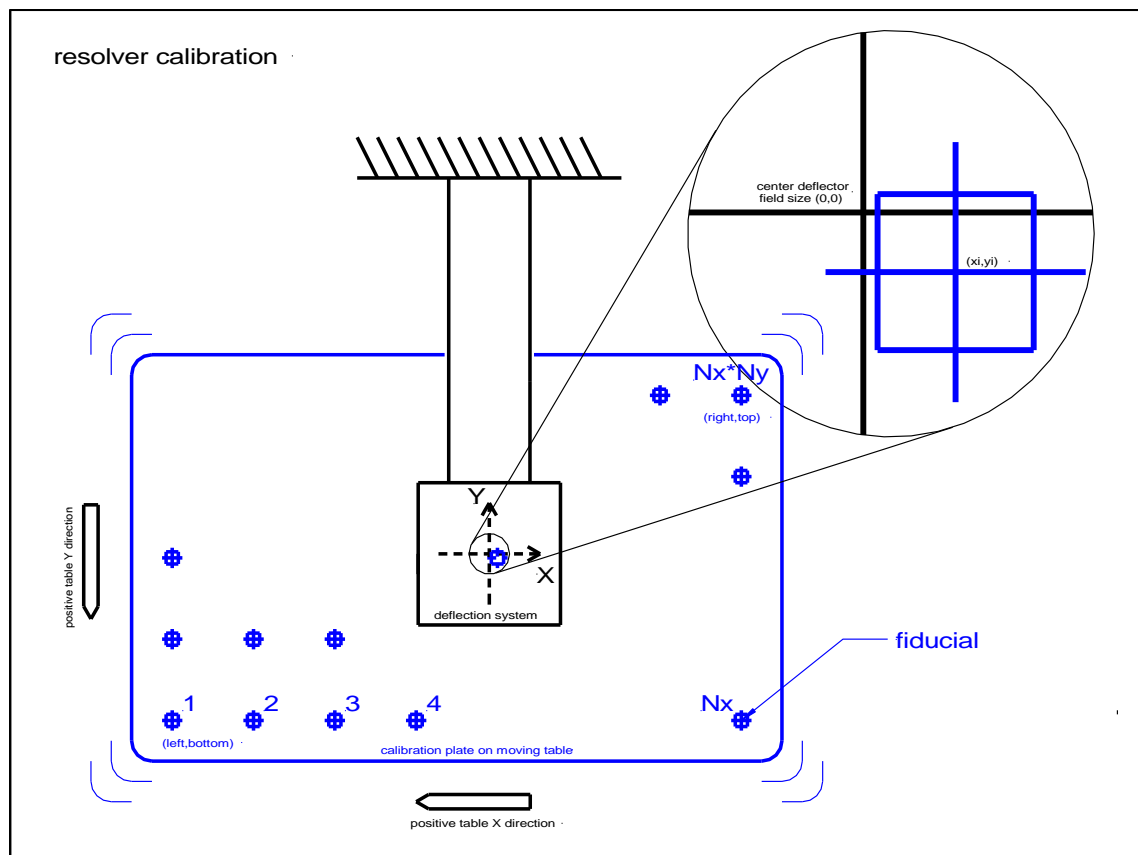 resolver calibration
center deflector
field size (0,0)
(xi,yi)
Nx*Ny
(right,top)
Y
X
positive table Y direction
deflection system
fiducial
1
2
3
4
Nx
(left,bottom)
calibration plate on moving table
positive table X direction